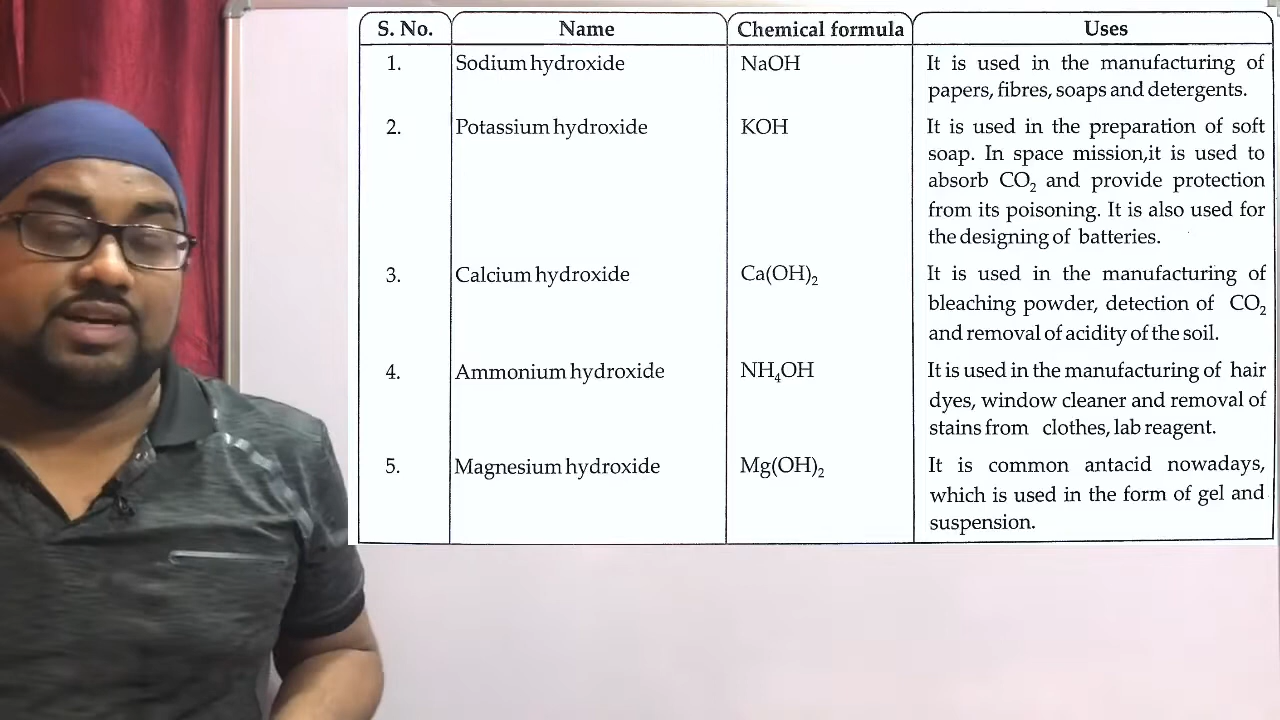 S. No. Name Chemical formula Uses
1. Sodium hydroxide NaOH It is used in the manufacturing of
papers, fibres, soaps and detergents.
2. Potassium hydroxide KOH It is used in the preparation of soft
soap. In space mission,it is used to
absorb CO₂ and provide protection
from its poisoning. It is also used for
the designing of batteries.
3. Calcium hydroxide Ca(OH)₂ It is used in the manufacturing of
bleaching powder, detection of CO₂
and removal of acidity of the soil.
4. Ammonium hydroxide NH₄OH It is used in the manufacturing of hair
dyes, window cleaner and removal of
stains from clothes, lab reagent.
5. Magnesium hydroxide Mg(OH)₂ It is common antacid nowadays,
which is used in the form of gel and
suspension.